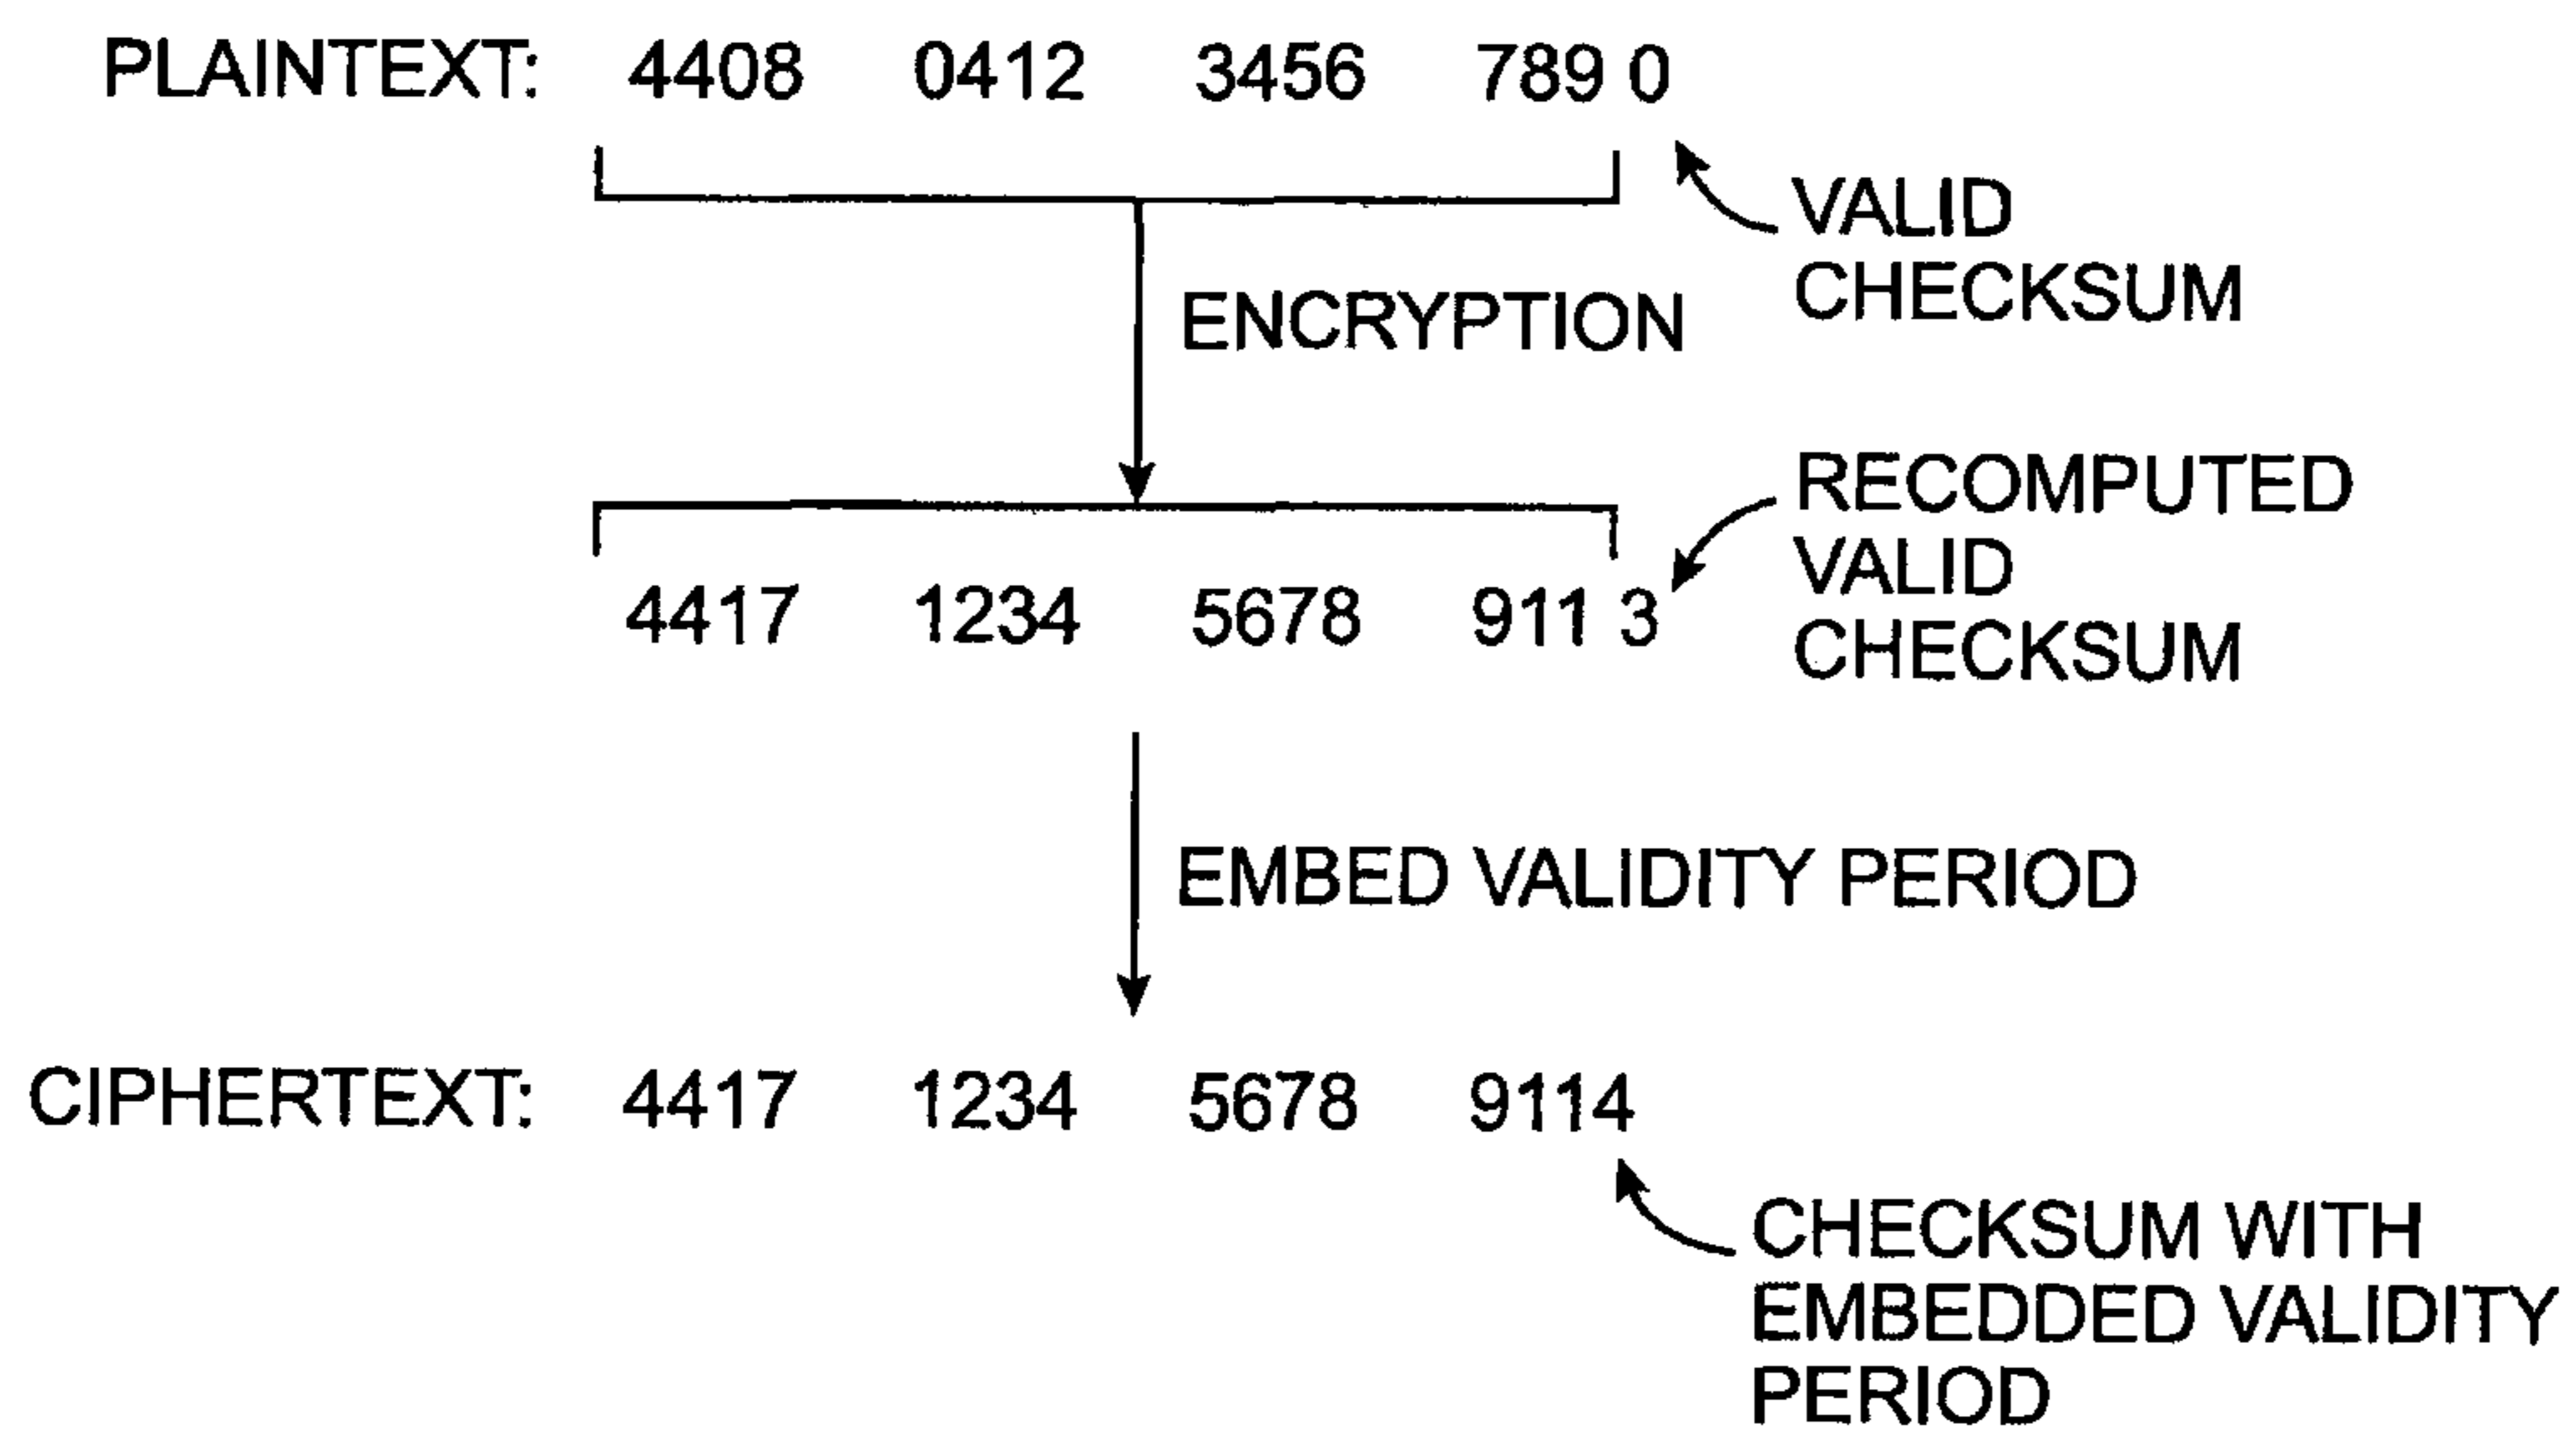 PLAINTEXT: 4408 0412 3456 789 0
VALID
CHECKSUM
ENCRYPTION
RECOMPUTED
VALID
CHECKSUM
4417 1234 5678 911 3
EMBED VALIDITY PERIOD
CIPHERTEXT: 4417 1234 5678 9114
CHECKSUM WITH
EMBEDDED VALIDITY
PERIOD